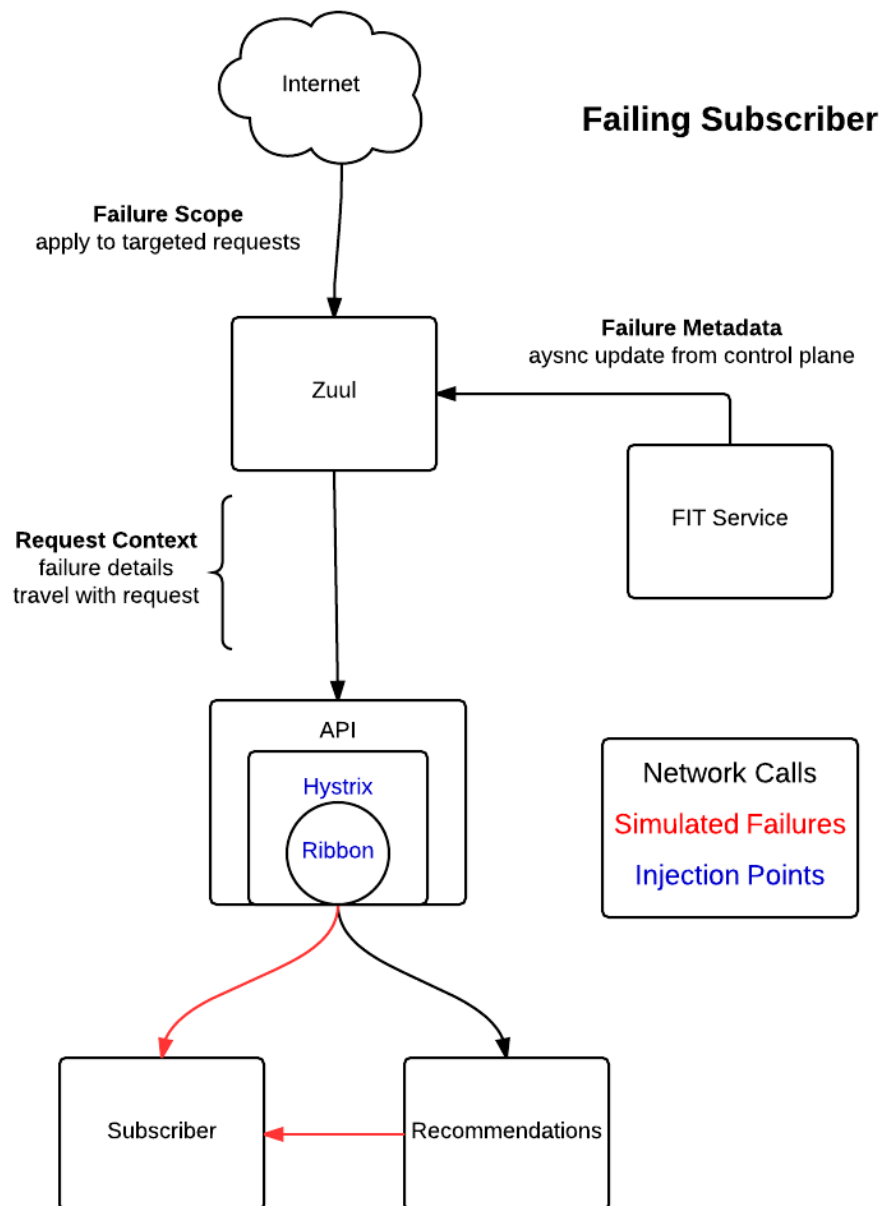 Internet
Failing Subscriber
Failure Scope
apply to targeted requests
Failure Metadata
aysnc update from control plane
Zuul
FIT Service
Request Context
failure details
travel with request
API
Hystrix
Ribbon
Network Calls
Simulated Failures
Injection Points
Subscriber
Recommendations